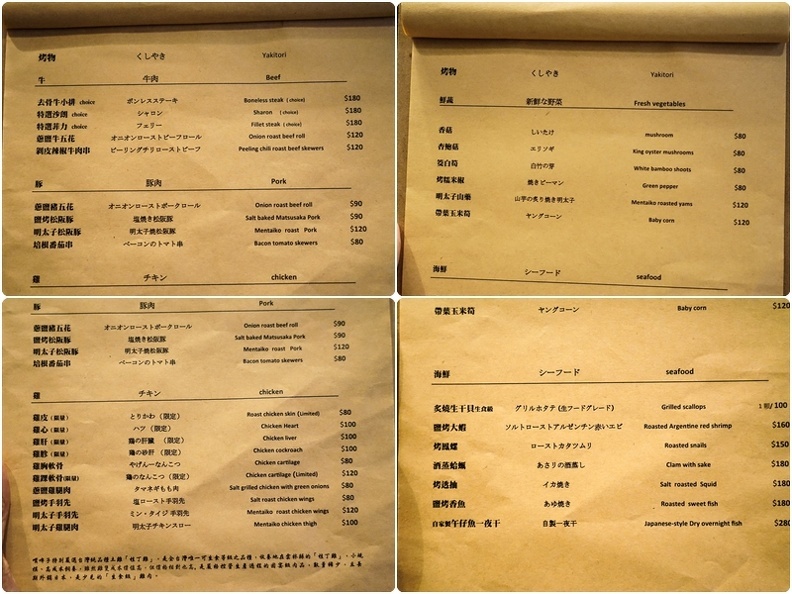 烤物 くしやき Yakitori
牛 牛肉 Beef
去骨牛小排 choice ボンレスステーキ Boneless steak ( choice) $180
特選沙朗 choice シャロン Sharon ( choice) $180
特選菲力 choice フェリー Fillet steak ( choice) $180
蔥鹽牛五花 オニオンローストビーフロール Onion roast beef roll $120
剝皮辣椒牛肉串 ピーリングチリローストビーフ Peeling chili roast beef skewers $120
豚 豚肉 Pork
蔥鹽豬五花 オニオンローストポークロール Onion roast beef roll $90
鹽烤松阪豚 塩焼き松阪豚 Salt baked Matsusaka Pork $90
明太子松阪豚 明太子燒松阪豚 Mentaiko roast Pork $120
培根番茄串 ベーコンのトマト串 Bacon tomato skewers $80
雞 チキン chicken
烤物 くしやき Yakitori
鮮蔬 新鮮な野菜 Fresh vegetables
香菇 しいたけ mushroom $80
杏鮑菇 エリンギ King oyster mushrooms $80
筊白筍 白竹の芽 White bamboo shoots $80
烤糯米椒 焼きピーマン Green pepper $80
明太子山藥 山芋の炙り焼き明太子 Mentaiko roasted yams $120
帶葉玉米筍 ヤングコーン Baby corn $120
海鮮 シーフード seafood
豚 豚肉 Pork
蔥鹽豬五花 オニオンローストポークロール Onion roast beef roll $90
鹽烤松阪豚 塩焼き松阪豚 Salt baked Matsusaka Pork $90
明太子松阪豚 明太子燒松阪豚 Mentaiko roast Pork $120
培根番茄串 ベーコンのトマト串 Bacon tomato skewers $80
雞 チキン chicken
雞皮 (限量) とりかわ (限定) Roast chicken skin (Limited) $80
雞心 (限量) ハツ (限定) Chicken Heart $100
雞肝 (限量) 鶏の肝臓 (限定) Chicken liver $100
雞胗 (限量) 鶏の砂肝 (限定) Chicken cockroach $100
雞胸軟骨 やげんーなんこつ Chicken cartilage $80
雞膝軟骨(限量) 鶏のなんこつ (限定) Chicken cartilage (Limited) $120
蔥鹽雞腿肉 タマネギもも肉 Salt grilled chicken with green onions $80
鹽烤手羽先 塩ロースト手羽先 Salt roast chicken wings $80
明太子手羽先 ミン・タイジ 手羽先 Mentaiko roast chicken wings $120
明太子雞腿肉 明太子チキンスロー Mentaiko chicken thigh $100
帶葉玉米筍 ヤングコーン Baby corn $120
海鮮 シーフード seafood
炙燒生干貝生食級 グリルホタテ (生フードグレード) Grilled scallops 1顆/ 100
鹽烤大蝦 ソルトローストアルゼンチン赤いエビ Roasted Argentine red shrimp $160
烤鳳螺 ローストカタツムリ Roasted snails $150
酒蒸蛤蠣 あさりの酒蒸し Clam with sake $180
烤透抽 イカ焼き Salt roasted Squid $180
鹽烤香魚 あゆ焼き Roasted sweet fish $180
自家製午仔魚一夜干 自製一夜干 Japanese-style Dry overnight fish $280